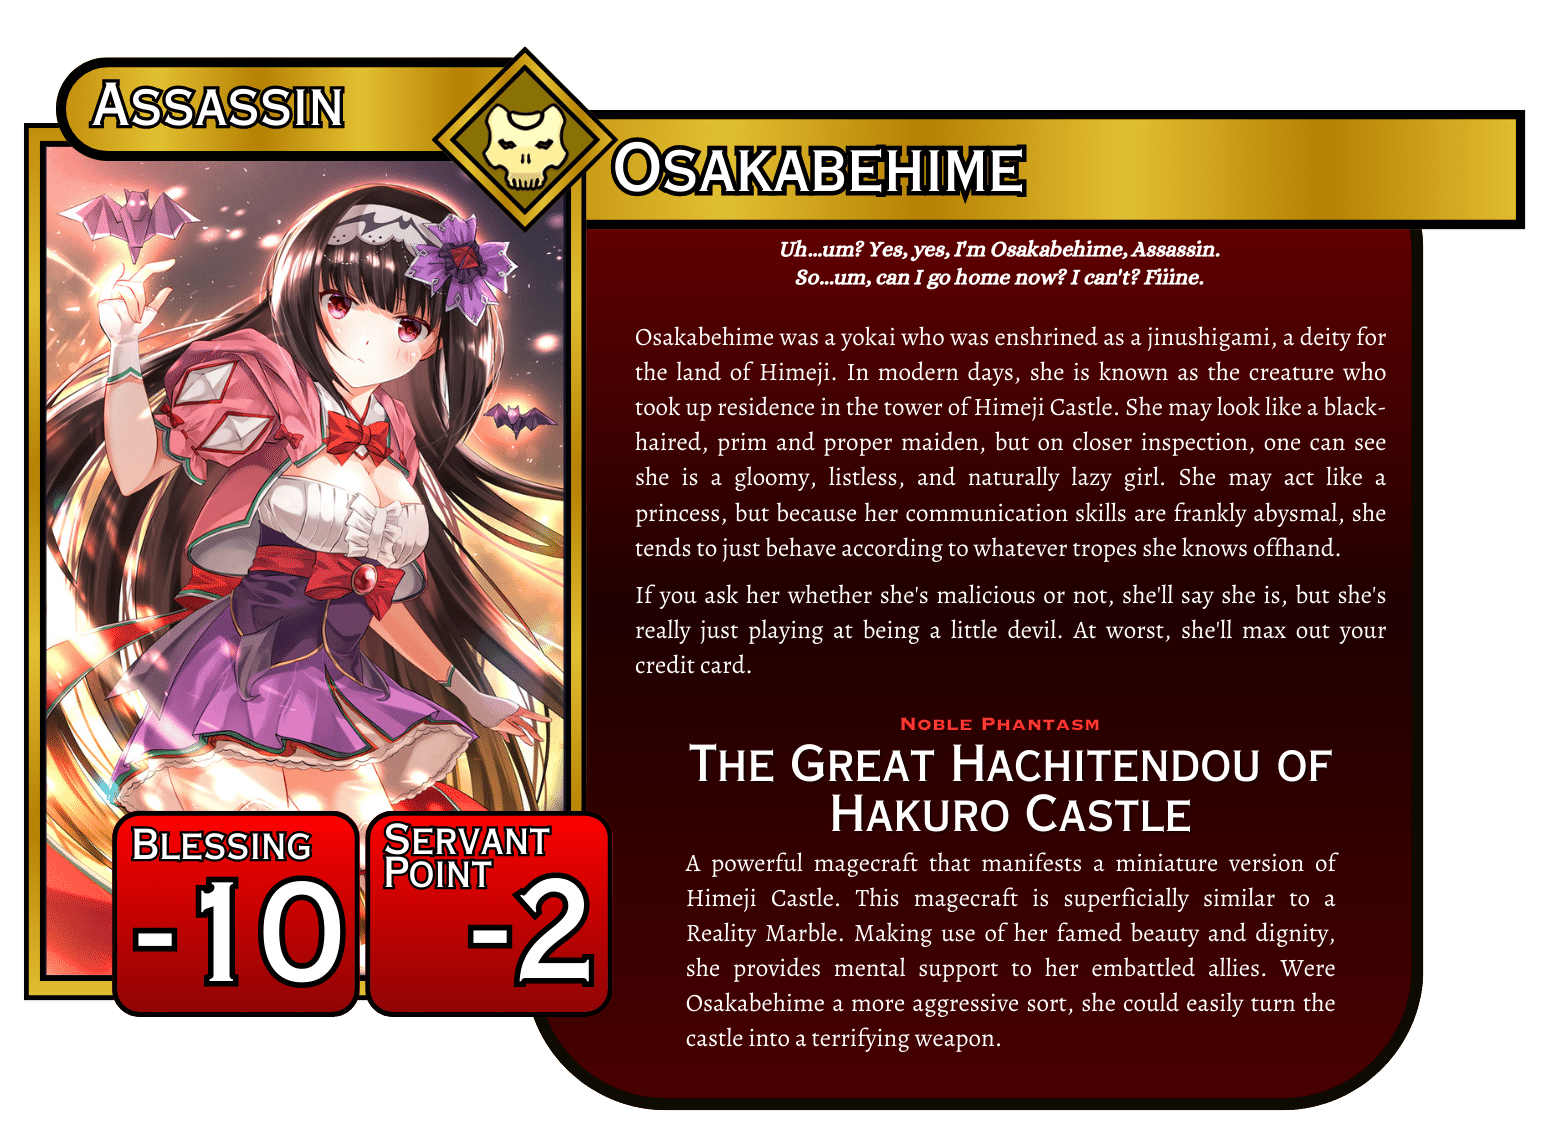 Assassin
Osakabehime
Uh...um? Yes, yes, I'm Osakabehime, Assassin.
So...um, can I go home now? I can't? Fiiine.
Osakabehime was a yokai who was enshrined as a jinushigami, a deity for
the land of Himeji. In modern days, she is known as the creature who
took up residence in the tower of Himeji Castle. She may look like a black-
haired, prim and proper maiden, but on closer inspection, one can see
she is a gloomy, listless, and naturally lazy girl. She may act like a
princess, but because her communication skills are frankly abysmal, she
tends to just behave according to whatever tropes she knows offhand.
If you ask her whether she's malicious or not, she'll say she is, but she's
really just playing at being a little devil. At worst, she'll max out your
credit card.
Noble Phantasm
The Great Hachitendou of
Hakuro Castle
A powerful magecraft that manifests a miniature version of
Himeji Castle. This magecraft is superficially similar to a
Reality Marble. Making use of her famed beauty and dignity,
she provides mental support to her embattled allies. Were
Osakabehime a more aggressive sort, she could easily turn the
castle into a terrifying weapon.
Blessing
-10
Servant
Point
-2